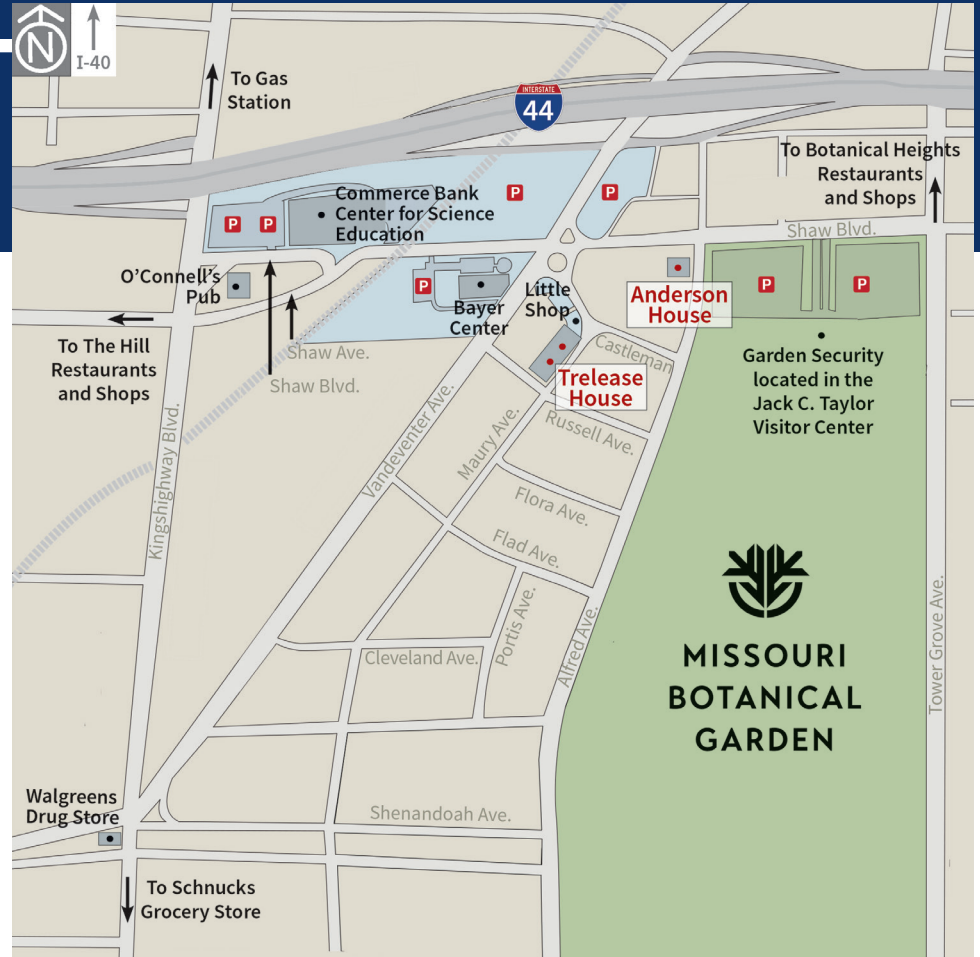 N
I-40
To Gas
Station
INTERSTATE
44
To Botanical Heights
Restaurants
and Shops
Shaw Blvd.
P
P
P
P
Commerce Bank
Center for Science
Education
O'Connell's
Pub
P
Bayer
Center
Little
Shop
Anderson
House
P
P
To The Hill
Restaurants
and Shops
Shaw Ave.
Shaw Blvd.
Castleman
Trelease
House
Garden Security
located in the
Jack C. Taylor
Visitor Center
Kingshighway Blvd.
Vandeventer Ave.
Maury Ave.
Russell Ave.
Flora Ave.
Flad Ave.
Portis Ave.
Alfred Ave.
Cleveland Ave.
Tower Grove Ave.
MISSOURI
BOTANICAL
GARDEN
Walgreens
Drug Store
Shenandoah Ave.
To Schnucks
Grocery Store